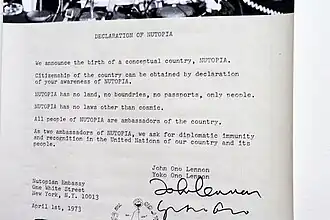 DECLARATION OF NUTOPIA
We announce the birth of a conceptual country, NUTOPIA.
Citizenship of the country can be obtained by declaration
of your awareness of NUTOPIA.
NUTOPIA has no land, no boundries, no passports, only people.
NUTOPIA has no laws other than cosmic.
All people of NUTOPIA are ambassadors of the country.
As two ambassadors of NUTOPIA, we ask for diplomatic immunity
and recognition in the United Nations of our country and its
people.
John Ono Lennon
Yoko Ono Lennon
Nutopian Embassy
One White Street
New York, N.Y. 10013
April 1st, 1973
John Lennon
Yoko Ono